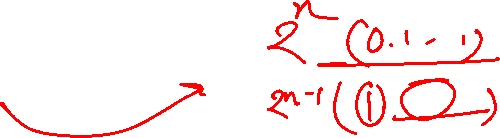 2^n (0.1 - 1)
2^n-1 (1